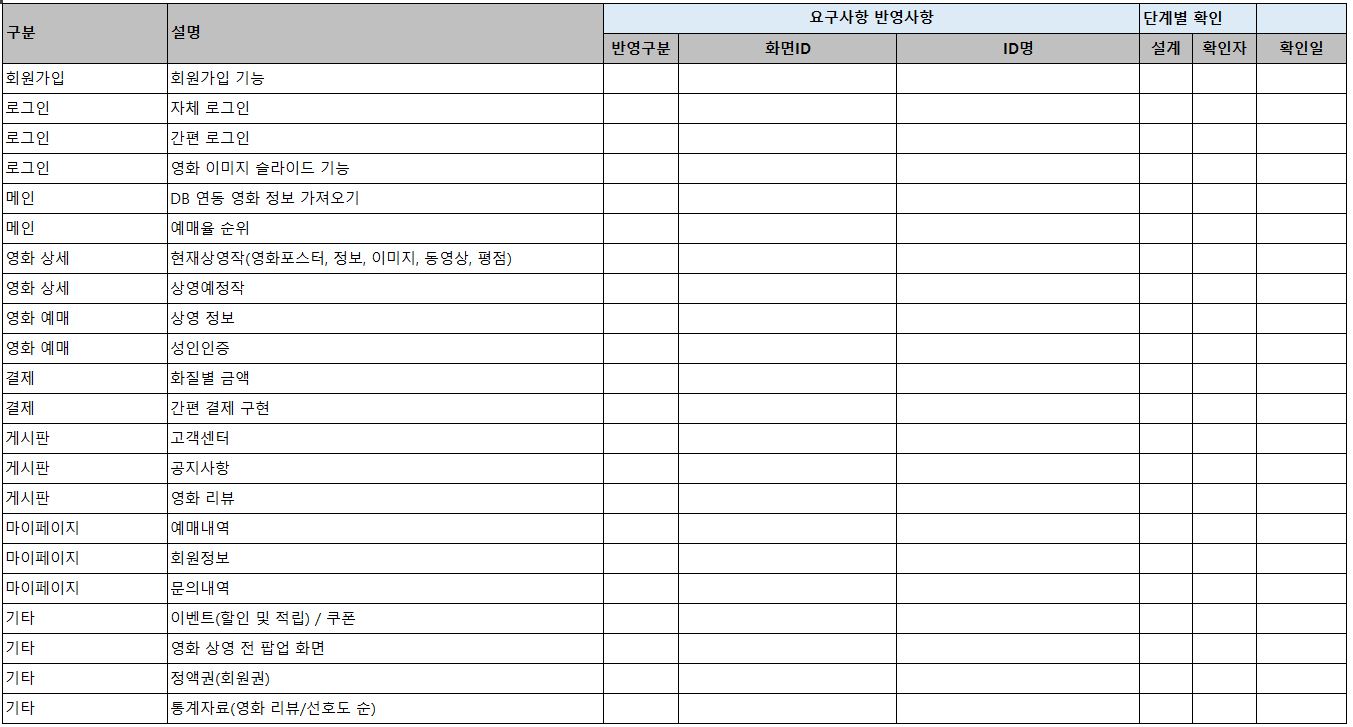 구분 설명 요구사항 반영사항 단계별 확인
반영구분 화면ID ID명 설계 확인자 확인일
회원가입 회원가입 기능
로그인 자체 로그인
로그인 간편 로그인
로그인 영화 이미지 슬라이드 기능
메인 DB 연동 영화 정보 가져오기
메인 예매율 순위
영화 상세 현재상영작(영화포스터, 정보, 이미지, 동영상, 평점)
영화 상세 상영예정작
영화 예매 상영 정보
영화 예매 성인인증
결제 화질별 금액
결제 간편 결제 구현
게시판 고객센터
게시판 공지사항
게시판 영화 리뷰
마이페이지 예매내역
마이페이지 회원정보
마이페이지 문의내역
기타 이벤트(할인 및 적립) / 쿠폰
기타 영화 상영 전 팝업 화면
기타 정액권(회원권)
기타 통계자료(영화 리뷰/선호도 순)